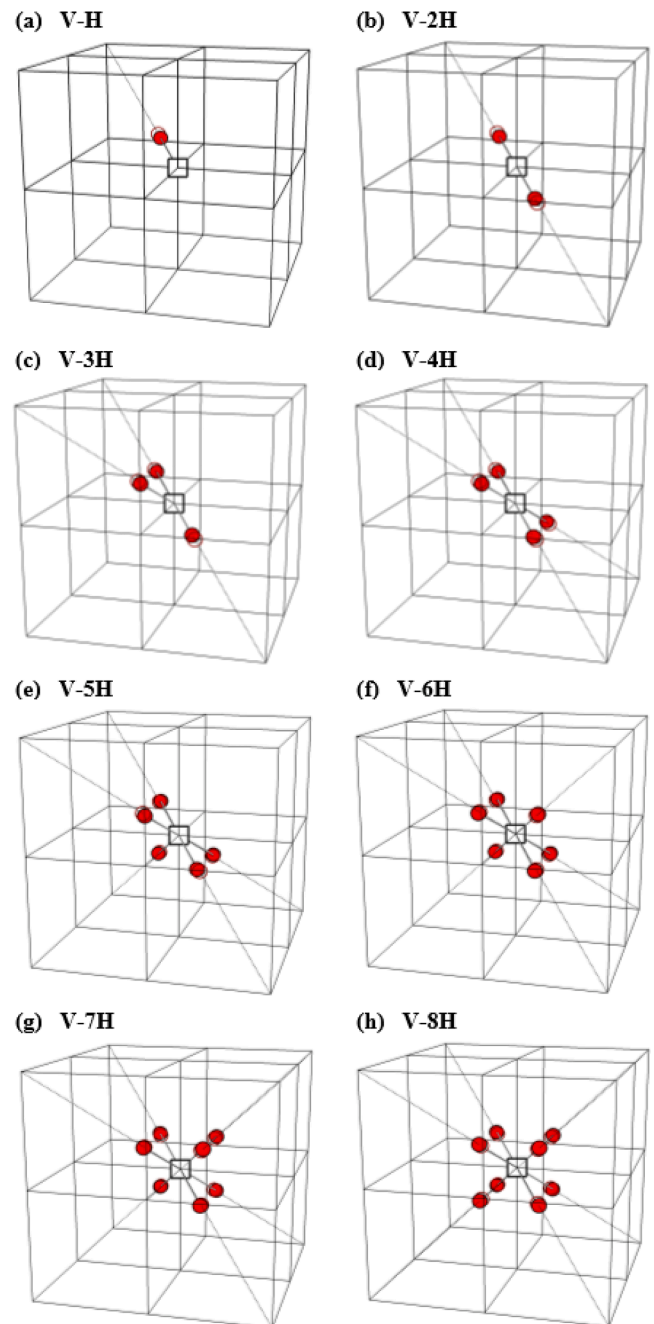 (a) V-H
(b) V-2H
(c) V-3H
(d) V-4H
(e) V-5H
(f) V-6H
(g) V-7H
(h) V-8H